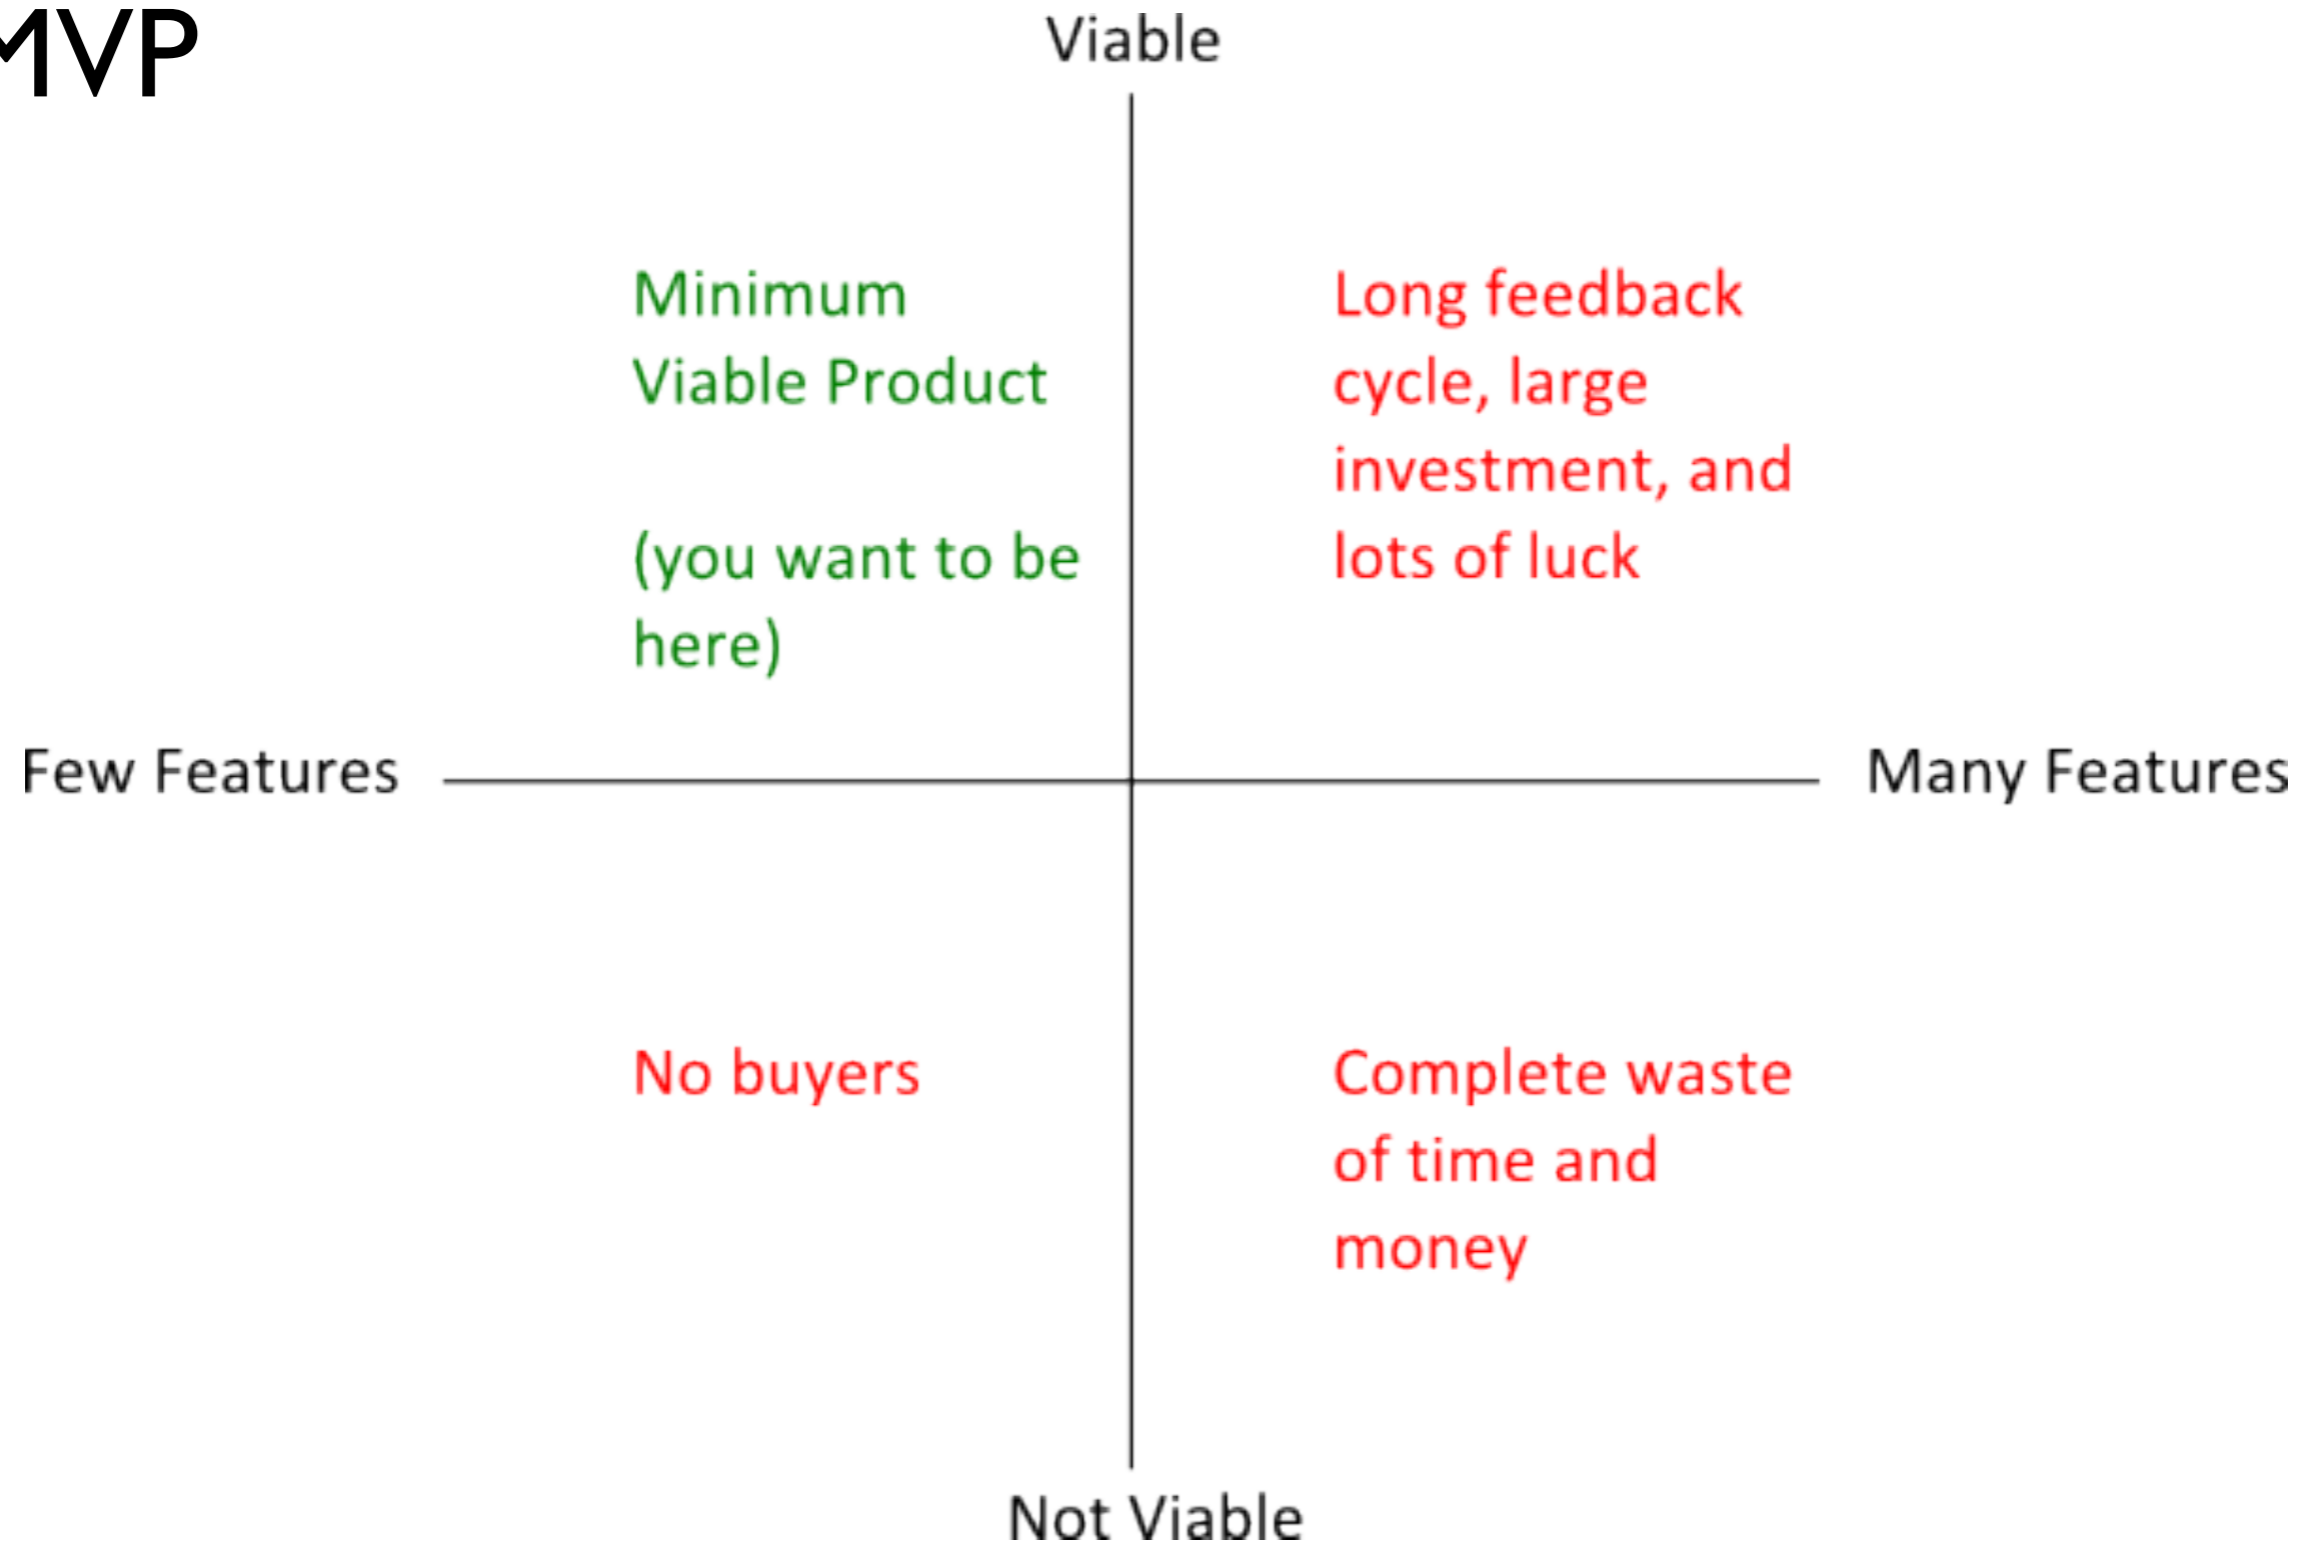 MVP
Viable
Minimum
Viable Product
(you want to be
here)
Long feedback
cycle, large
investment, and
lots of luck
Few Features
Many Features
No buyers
Complete waste
of time and
money
Not Viable